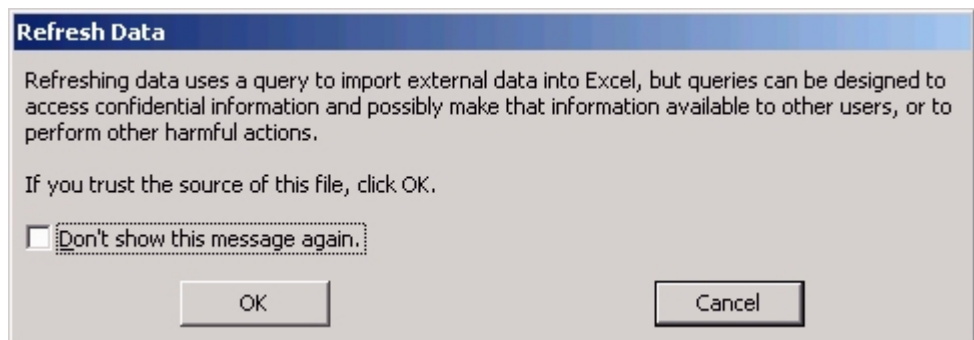 Refresh Data
Refreshing data uses a query to import external data into Excel, but queries can be designed to
access confidential information and possibly make that information available to other users, or to
perform other harmful actions.
If you trust the source of this file, click OK.
Don't show this message again.
OK
Cancel